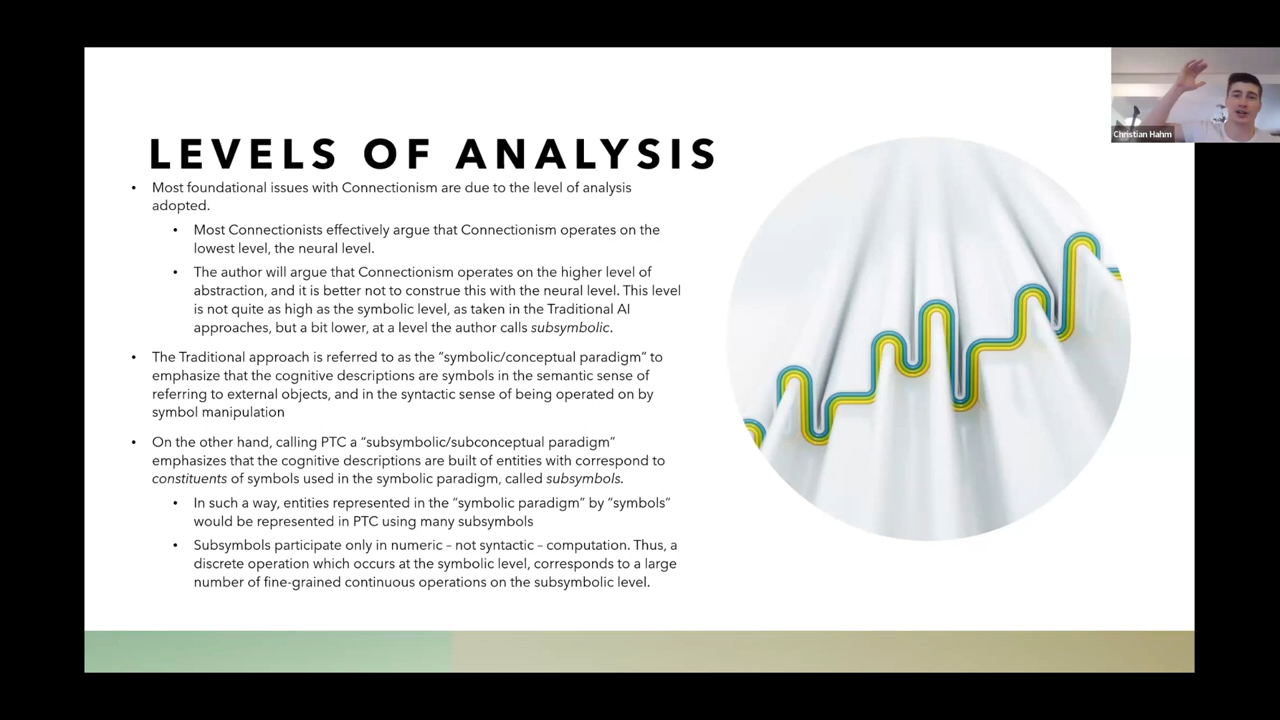 Christian Hahm
LEVELS OF ANALYSIS
• Most foundational issues with Connectionism are due to the level of analysis
adopted.
• Most Connectionists effectively argue that Connectionism operates on the
lowest level, the neural level.
• The author will argue that Connectionism operates on the higher level of
abstraction, and it is better not to construe this with the neural level. This level
is not quite as high as the symbolic level, as taken in the Traditional AI
approaches, but a bit lower, at a level the author calls subsymbolic.
• The Traditional approach is referred to as the “symbolic/conceptual paradigm” to
emphasize that the cognitive descriptions are symbols in the semantic sense of
referring to external objects, and in the syntactic sense of being operated on by
symbol manipulation
• On the other hand, calling PTC a “subsymbolic/subconceptual paradigm”
emphasizes that the cognitive descriptions are built of entities with correspond to
constituents of symbols used in the symbolic paradigm, called subsymbols.
• In such a way, entities represented in the “symbolic paradigm” by “symbols”
would be represented in PTC using many subsymbols
• Subsymbols participate only in numeric – not syntactic – computation. Thus, a
discrete operation which occurs at the symbolic level, corresponds to a large
number of fine-grained continuous operations on the subsymbolic level.